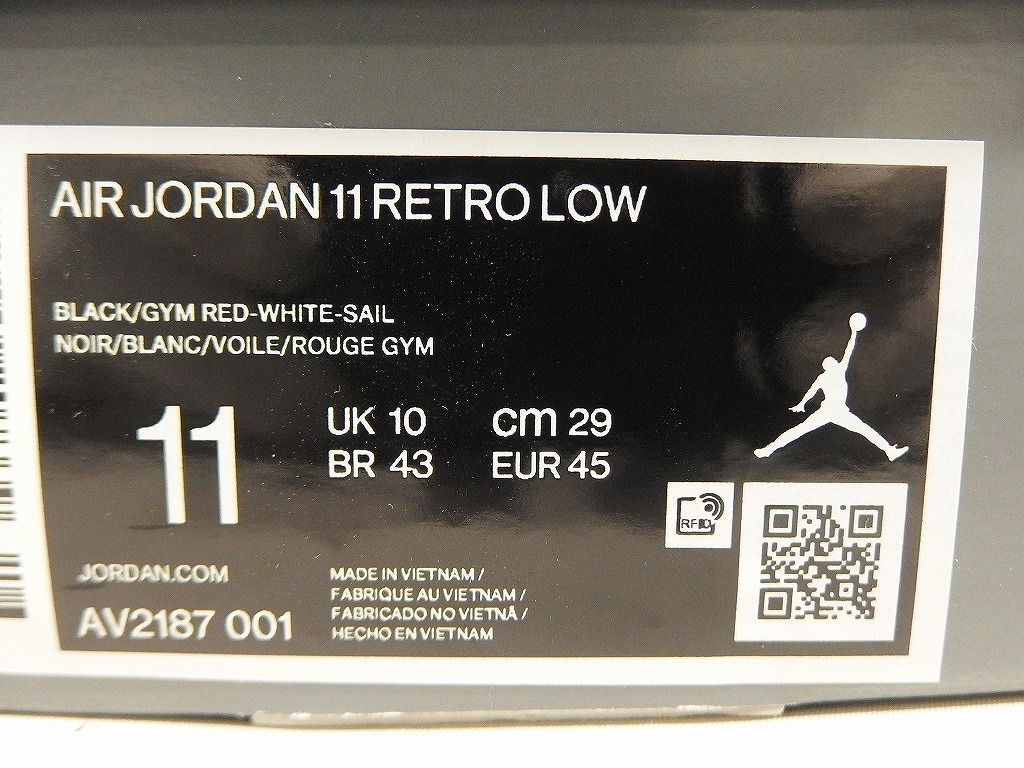 AIR JORDAN 11 RETRO LOW
BLACK/GYM RED-WHITE-SAIL
NOIR/BLANC/VOILE/ROUGE GYM
11
UK 10 cm 29
BR 43 EUR 45
RFID
JORDAN.COM
AV2187 001
MADE IN VIETNAM /
FABRIQUE AU VIETNAM /
FABRICADO NO VIETNÃ /
HECHO EN VIETNAM